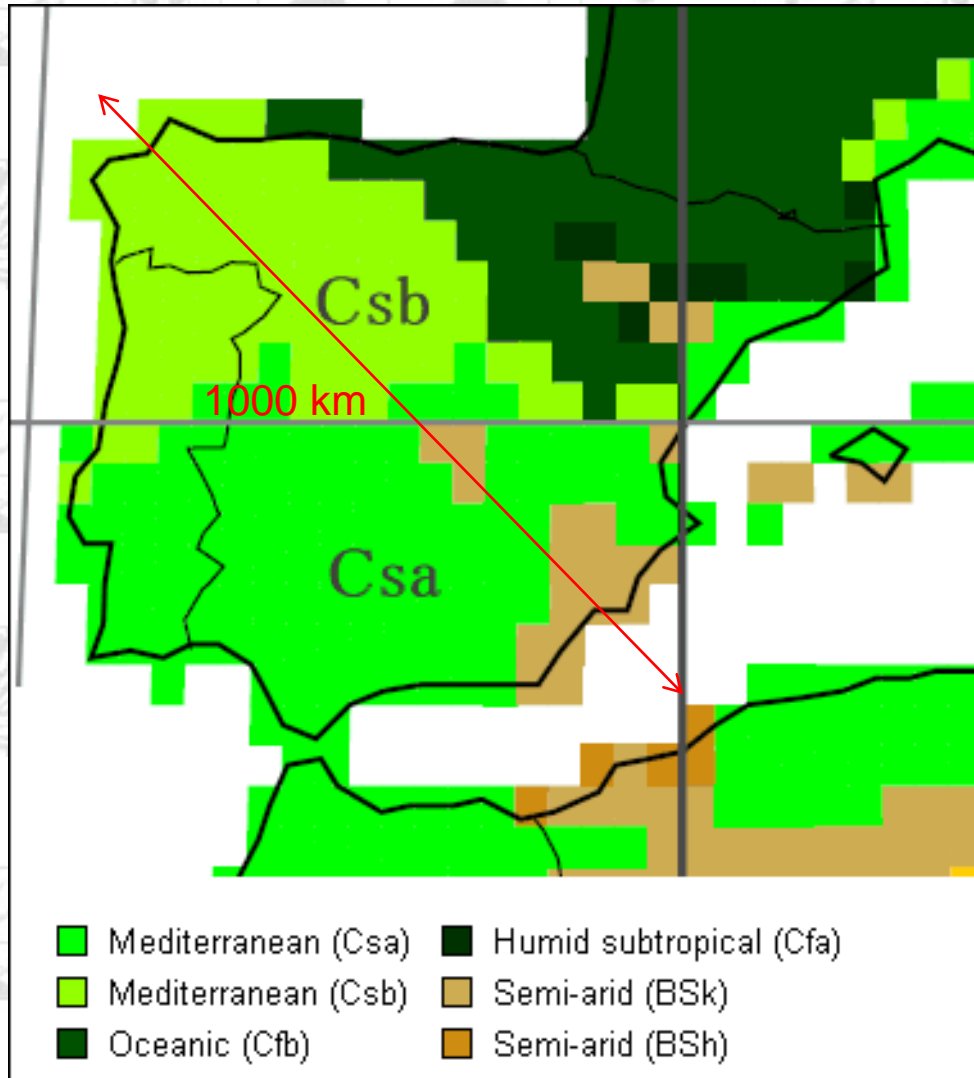 Csb
1000 km
Csa
Mediterranean (Csa)
Mediterranean (Csb)
Oceanic (Cfb)
Humid subtropical (Cfa)
Semi-arid (BSk)
Semi-arid (BSh)